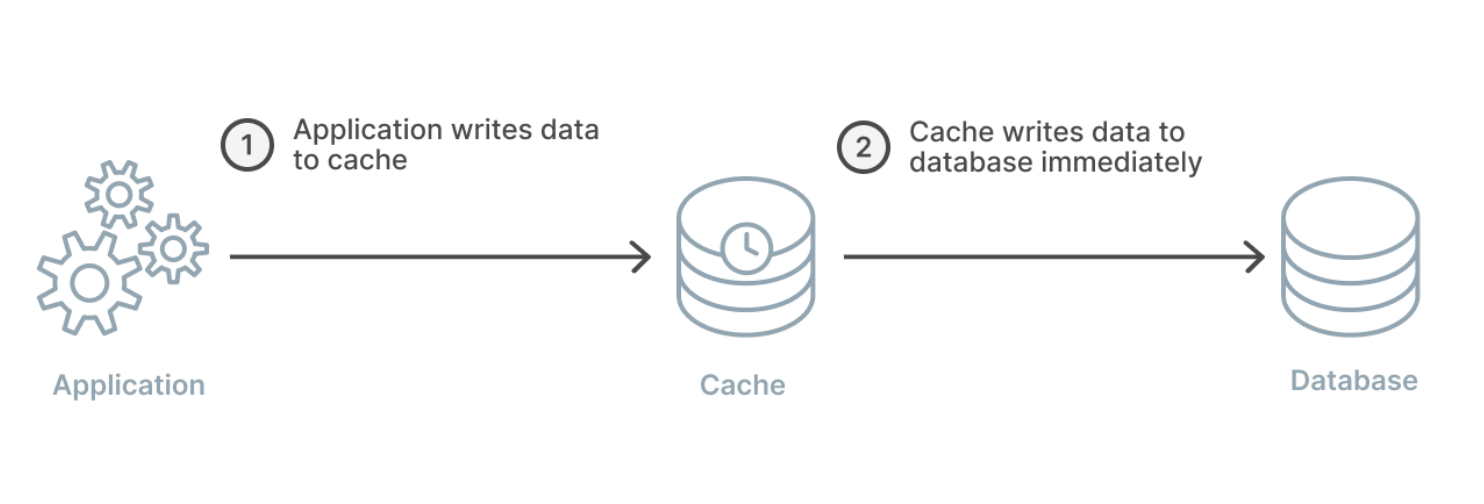 1
Application writes data
to cache
2
Cache writes data to
database immediately
Application
Cache
Database